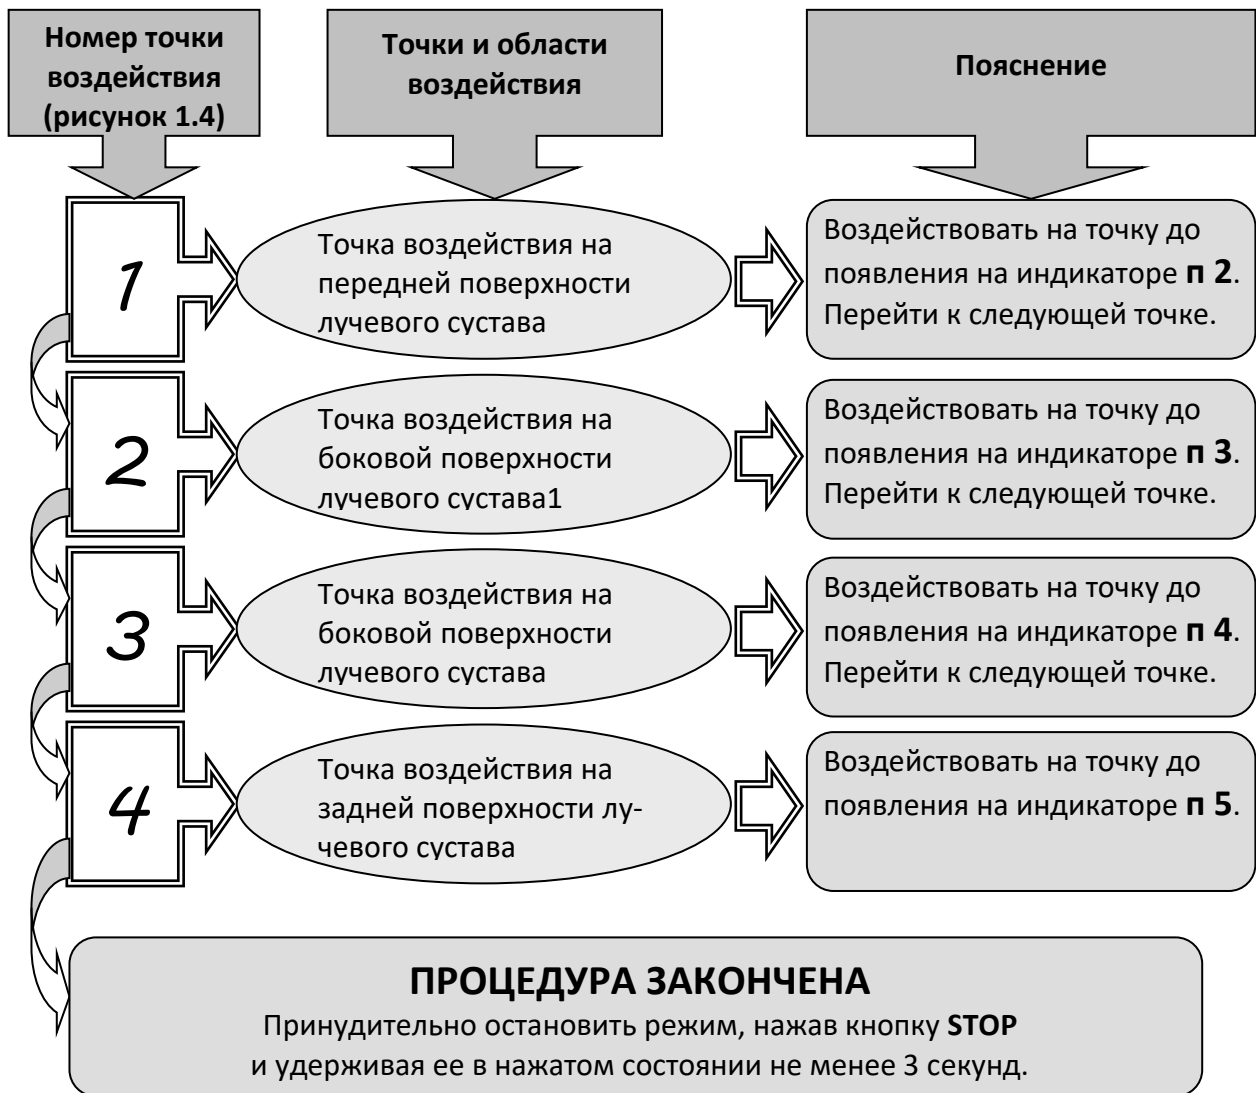 Номер точки
воздействия
(рисунок 1.4)
Точки и области
воздействия
Пояснение
1
Точка воздействия на
передней поверхности
лучевого сустава
Воздействовать на точку до
появления на индикаторе п 2.
Перейти к следующей точке.
2
Точка воздействия на
боковой поверхности
лучевого сустава1
Воздействовать на точку до
появления на индикаторе п 3.
Перейти к следующей точке.
3
Точка воздействия на
боковой поверхности
лучевого сустава
Воздействовать на точку до
появления на индикаторе п 4.
Перейти к следующей точке.
4
Точка воздействия на
задней поверхности лу-
чевого сустава
Воздействовать на точку до
появления на индикаторе п 5.
ПРОЦЕДУРА ЗАКОНЧЕНА
Принудительно остановить режим, нажав кнопку STOP
и удерживая ее в нажатом состоянии не менее 3 секунд.